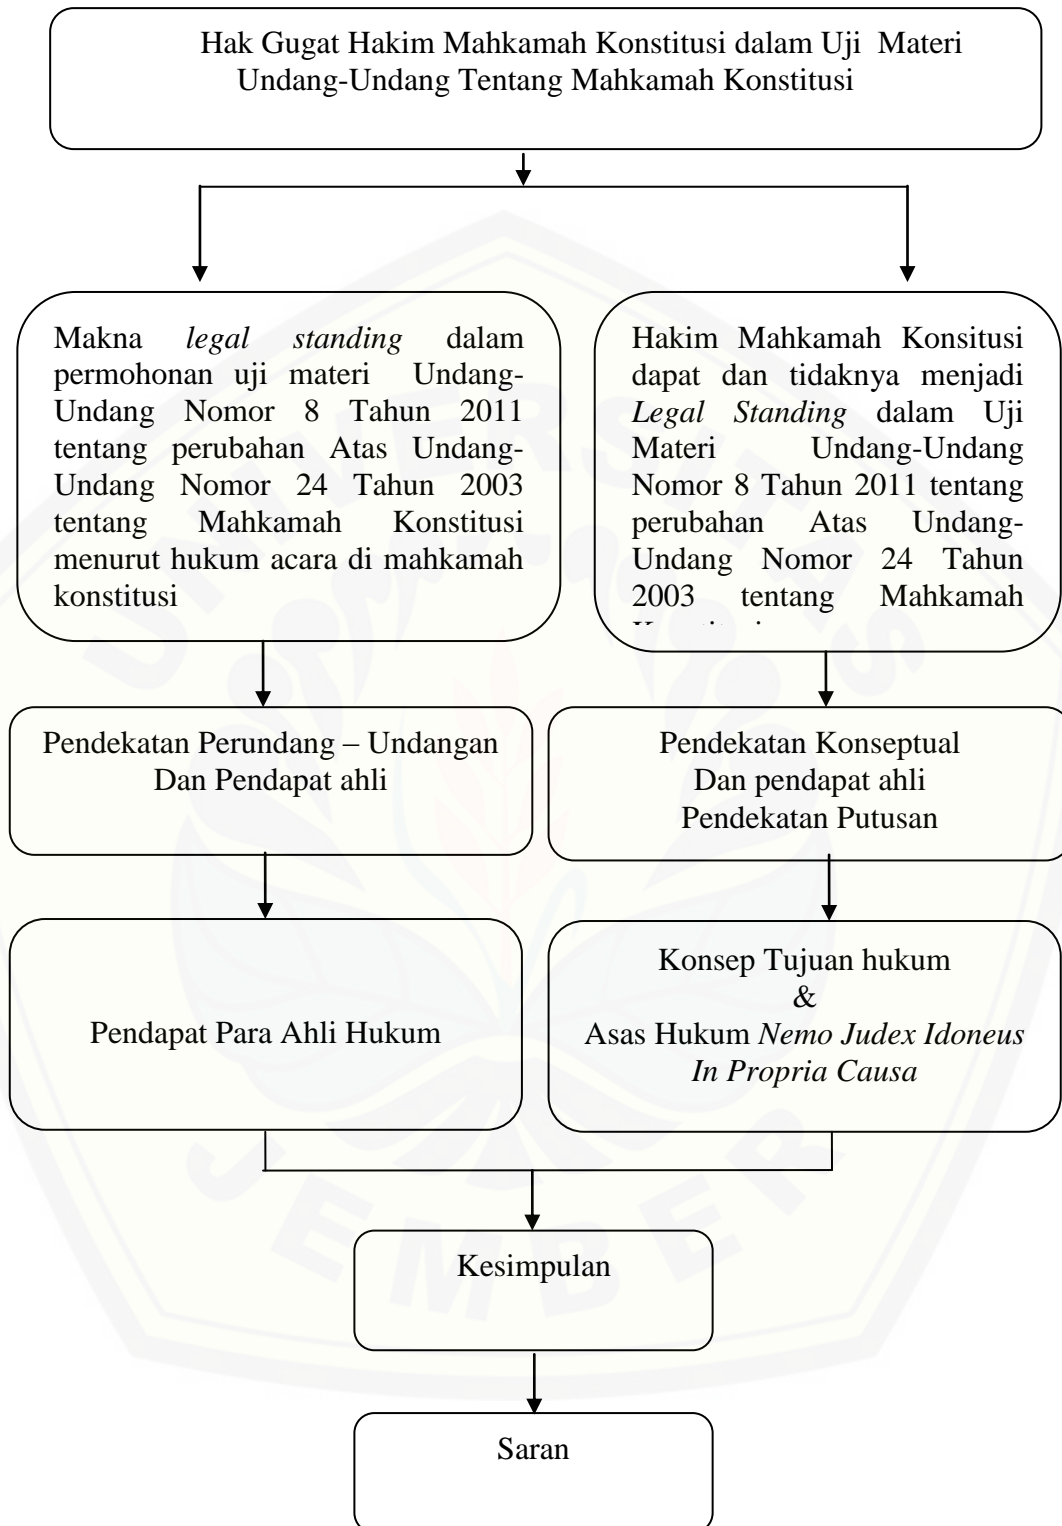 Hak Gugat Hakim Mahkamah Konstitusi dalam Uji Materi
Undang-Undang Tentang Mahkamah Konstitusi
Makna legal standing dalam
permohonan uji materi Undang-
Undang Nomor 8 Tahun 2011
tentang perubahan Atas Undang-
Undang Nomor 24 Tahun 2003
tentang Mahkamah Konstitusi
menurut hukum acara di mahkamah
konstitusi
Hakim Mahkamah Konsitusi
dapat dan tidaknya menjadi
Legal Standing dalam Uji
Materi Undang-Undang
Nomor 8 Tahun 2011 tentang
perubahan Atas Undang-
Undang Nomor 24 Tahun
2003 tentang Mahkamah
Pendekatan Perundang – Undangan
Dan Pendapat ahli
Pendekatan Konseptual
Dan pendapat ahli
Pendekatan Putusan
Pendapat Para Ahli Hukum
Konsep Tujuan hukum
&
Asas Hukum Nemo Judex Idoneus
In Propria Causa
Kesimpulan
Saran
UNIVERSITAS
JEMBER